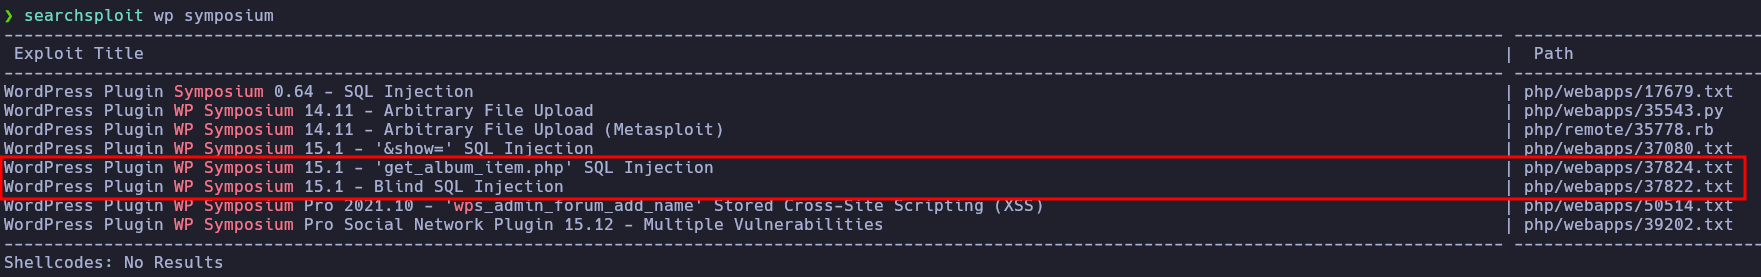 ❯ searchsploit wp symposium
---------------------------------------------------------------------------------------------------------------------------------------------------- ---------------------------------
Exploit Title | Path
---------------------------------------------------------------------------------------------------------------------------------------------------- ---------------------------------
WordPress Plugin Symposium 0.64 - SQL Injection | php/webapps/17679.txt
WordPress Plugin WP Symposium 14.11 - Arbitrary File Upload | php/webapps/35543.py
WordPress Plugin WP Symposium 14.11 - Arbitrary File Upload (Metasploit) | php/remote/35778.rb
WordPress Plugin WP Symposium 15.1 - '&show=' SQL Injection | php/webapps/37080.txt
WordPress Plugin WP Symposium 15.1 - 'get_album_item.php' SQL Injection | php/webapps/37824.txt
WordPress Plugin WP Symposium 15.1 - Blind SQL Injection | php/webapps/37822.txt
WordPress Plugin WP Symposium Pro 2021.10 - 'wps_admin_forum_add_name' Stored Cross-Site Scripting (XSS) | php/webapps/50514.txt
WordPress Plugin WP Symposium Pro Social Network Plugin 15.12 - Multiple Vulnerabilities | php/webapps/39202.txt
---------------------------------------------------------------------------------------------------------------------------------------------------- ---------------------------------
Shellcodes: No Results